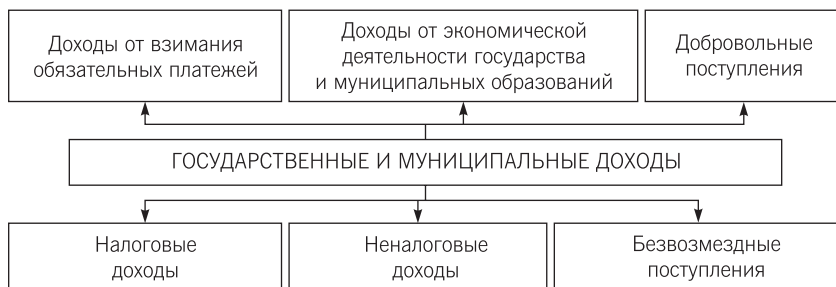 Доходы от взимания
обязательных платежей
Доходы от экономической
деятельности государства
и муниципальных образований
Добровольные
поступления
ГОСУДАРСТВЕННЫЕ И МУНИЦИПАЛЬНЫЕ ДОХОДЫ
Налоговые
доходы
Неналоговые
доходы
Безвозмездные
поступления